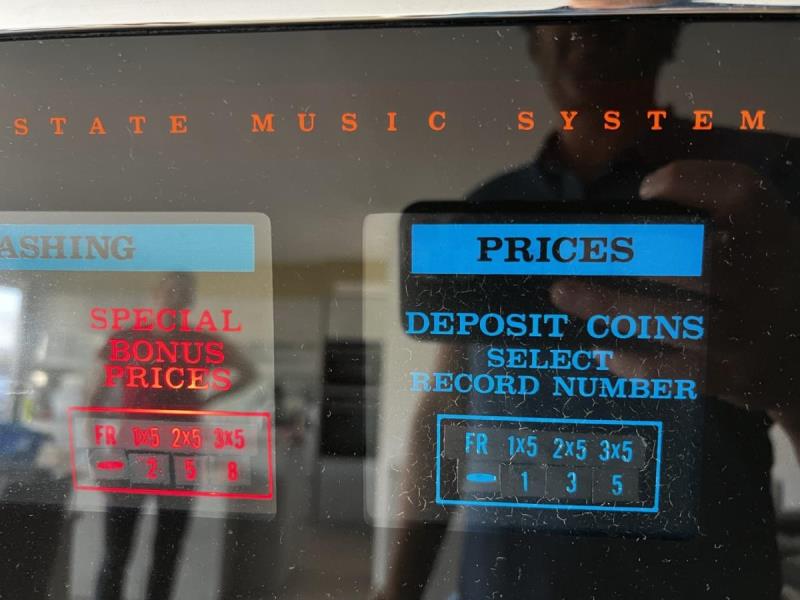 STATE MUSIC SYSTEM
ASHING
SPECIAL
BONUS
PRICES
FR 1x5 2x5 3x5
2 5 8
PRICES
DEPOSIT COINS
SELECT
RECORD NUMBER
FR 1x5 2x5 3x5
1 3 5